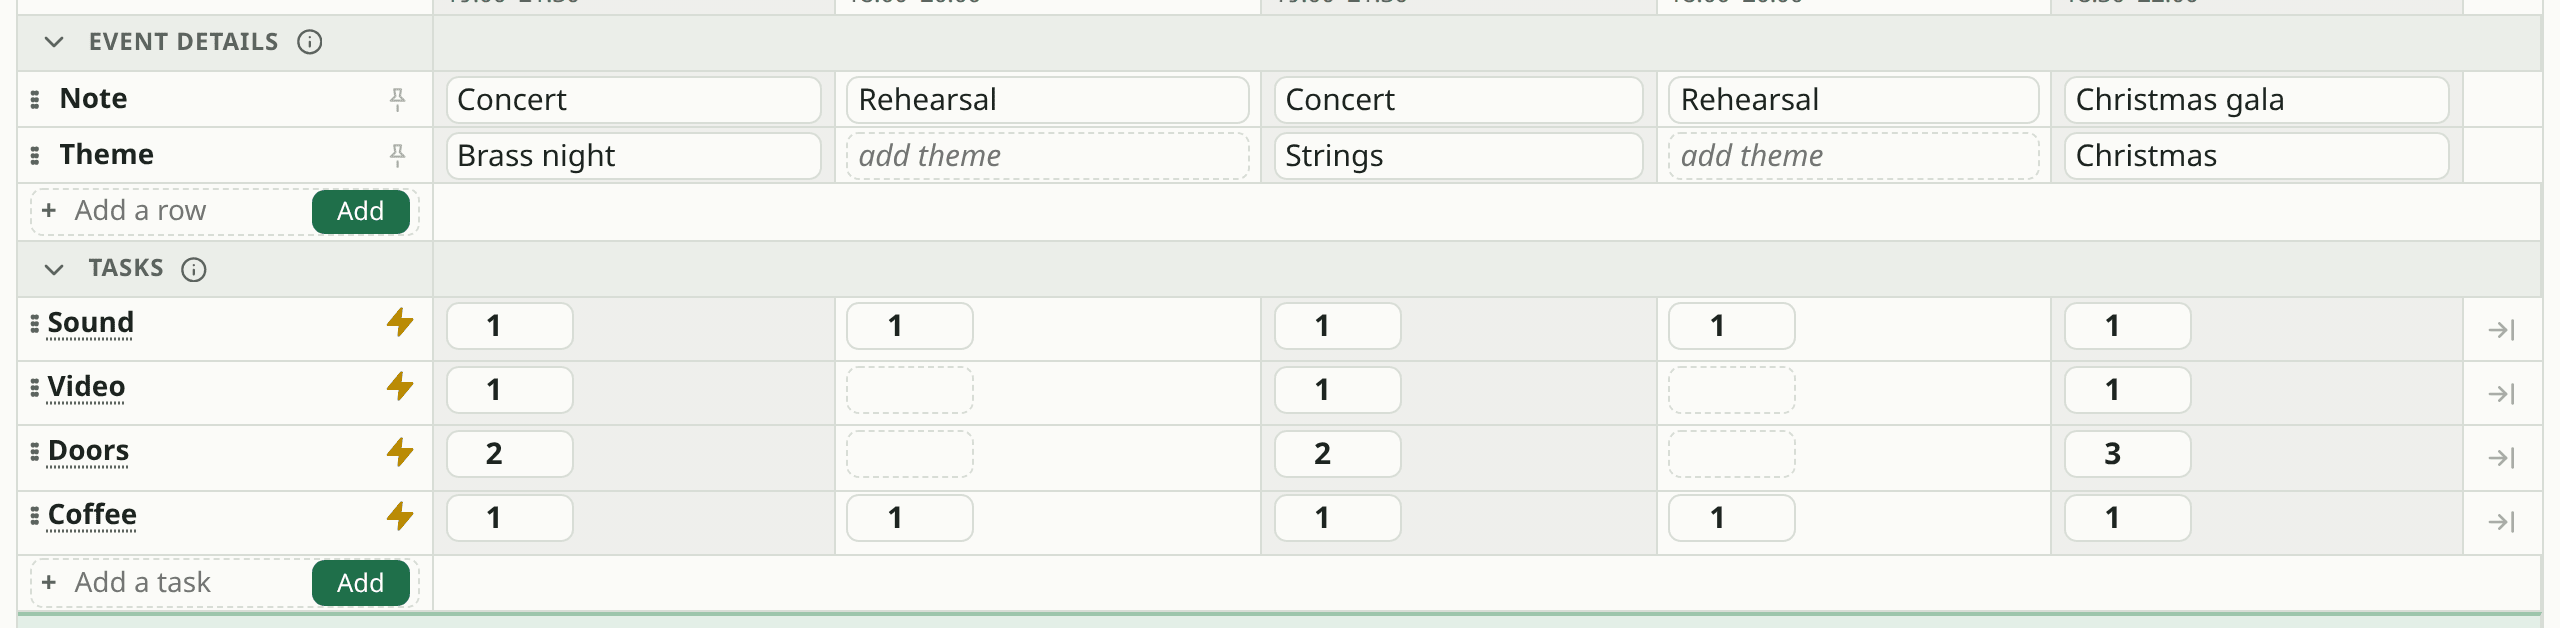 EVENT DETAILS
Note Concert Rehearsal Concert Rehearsal Christmas gala
Theme Brass night add theme Strings add theme Christmas
+ Add a row Add
TASKS
Sound 1 1 1 1 1
Video 1 1 1
Doors 2 2 3
Coffee 1 1 1 1 1
+ Add a task Add